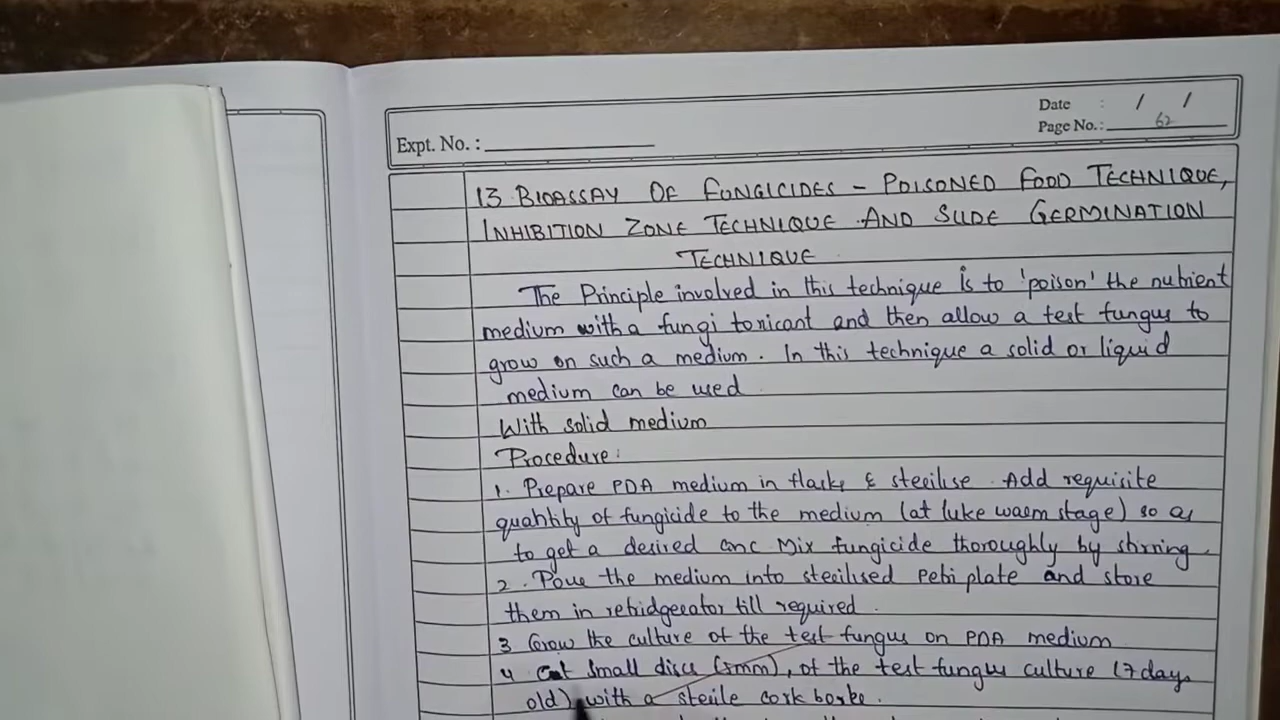 Date : / /
Page No.: 62
Expt. No. :
13 BIOASSAY OF FUNGICIDES - POISONED FOOD TECHNIQUE,
INHIBITION ZONE TECHNIQUE AND SLIDE GERMINATION
TECHNIQUE
The Principle involved in this technique is to 'poison' the nutrient
medium with a fungi toxicant and then allow a test fungus to
grow on such a medium. In this technique a solid or liquid
medium can be used
With solid medium
Procedure:
1. Prepare PDA medium in flasks & sterilise. Add requisite
quantity of fungicide to the medium (at luke warm stage) so as
to get a desired conc Mix fungicide thoroughly by stirring.
2. Pour the medium into sterilised petriplate and store
them in refridgerator till required.
3 Grow the culture of the test fungus on PDA medium
4 Cut small discs (5mm), of the test fungus culture (7 days
old) with a sterile cork borke.